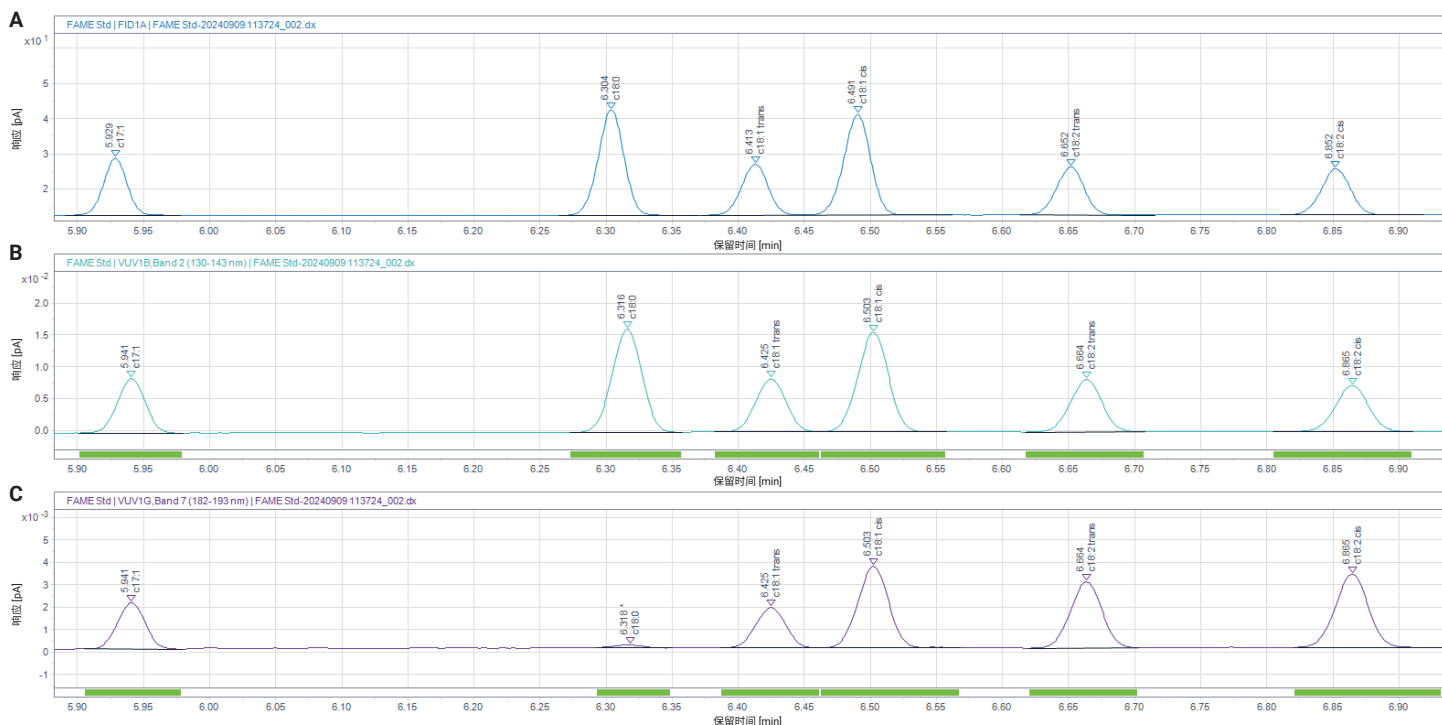 A
FAME Std | FID1A | FAME Std-20240909 113724_002.dx
x10 1
5
4
3
2
响应 [pA]
5.929
c17:1
6.304
c18:0
6.413
c18:1 trans
6.491
c18:1 cis
6.652
c18:2 trans
6.852
c18:2 cis
5.90 5.95 6.00 6.05 6.10 6.15 6.20 6.25 6.30 6.35 6.40 6.45 6.50 6.55 6.60 6.65 6.70 6.75 6.80 6.85 6.90
保留时间 [min]
B
FAME Std | VUV1B,Band 2 (130-143 nm) | FAME Std-20240909 113724_002.dx
x10 -2
2.0
1.5
1.0
0.5
0.0
响应 [pA]
5.941
c17:1
6.316
c18:0
6.425
c18:1 trans
6.503
c18:1 cis
6.664
c18:2 trans
6.865
c18:2 cis
5.90 5.95 6.00 6.05 6.10 6.15 6.20 6.25 6.30 6.35 6.40 6.45 6.50 6.55 6.60 6.65 6.70 6.75 6.80 6.85 6.90
保留时间 [min]
C
FAME Std | VUV1G,Band 7 (182-193 nm) | FAME Std-20240909 113724_002.dx
x10 -3
5
4
3
2
1
0
-1
响应 [pA]
5.941
c17:1
6.318 *
c18:0
6.425
c18:1 trans
6.503
c18:1 cis
6.664
c18:2 trans
6.865
c18:2 cis
5.90 5.95 6.00 6.05 6.10 6.15 6.20 6.25 6.30 6.35 6.40 6.45 6.50 6.55 6.60 6.65 6.70 6.75 6.80 6.85 6.90
保留时间 [min]